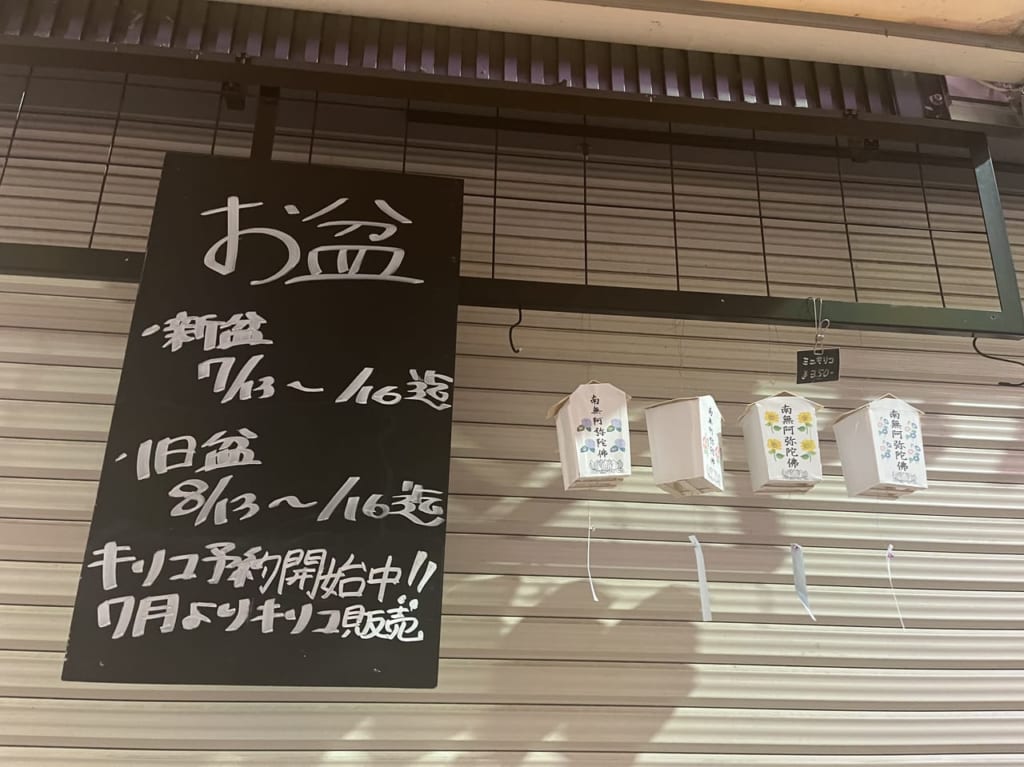 お盆
・新盆
7/13〜/16迄
・旧盆
8/13〜/16迄
キリコ予約開始中!!
7月よりキリコ販売
ミニキリコ
¥350-
南無阿弥陀佛
南無阿弥陀佛
南無阿弥陀佛